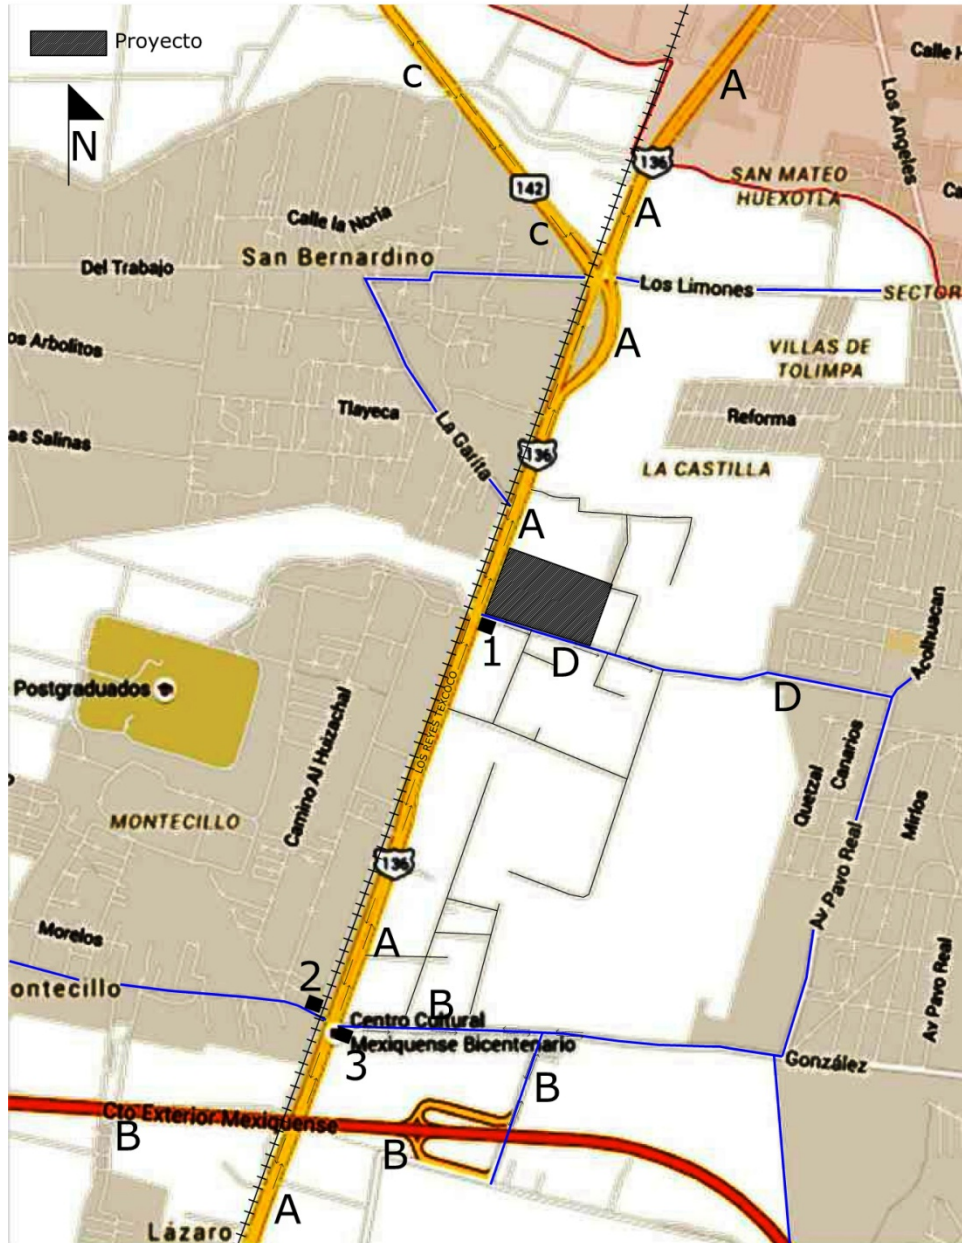 Proyecto
c
A
N
Calle H
Los Angeles
136
SAN MATEO
HUEXOTLA
142
Ca
A
Calle la Noria
c
San Bernardino
Del Trabajo
Los Limones
SECTOR
A
os Arbolitos
VILLAS DE
TOLIMPA
Tlayeca
Reforma
as Salinas
La Garita
136
LA CASTILLA
A
Acolhuacan
1
D
Postgraduados
D
LOS REYES TEXCOCO
Camino Al Huizachal
Quetzal
Canarios
Mirlos
MONTECILLO
136
Av Pavo Real
Morelos
A
Av Pavo Real
2
ontecillo
B
Centro Cultural
Mexiquense Bicentenario
3
González
B
Cto Exterior Mexiquense
B
B
A
Lázaro